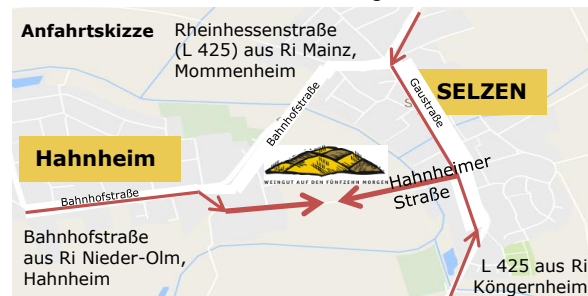 Anfahrtskizze
Rheinhessenstraße
(L 425) aus Ri Mainz,
Mommenheim
SELZEN
Gaustraße
Bahnhofstraße
Hahnheim
WEINGUT AUF DEN FÜNFZEHN MORGEN
Hahnheimer
Straße
Bahnhofstraße
Bahnhofstraße
aus Ri Nieder-Olm,
Hahnheim
L 425 aus Ri
Köngernheim